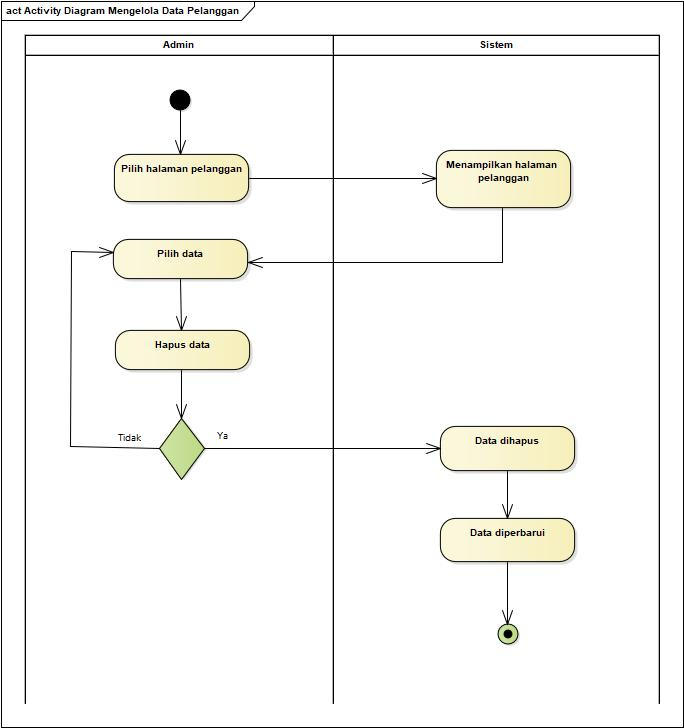 act Activity Diagram Mengelola Data Pelanggan
Admin
Sistem
Pilih halaman pelanggan
Menampilkan halaman
pelanggan
Pilih data
Hapus data
Tidak
Ya
Data dihapus
Data diperbarui